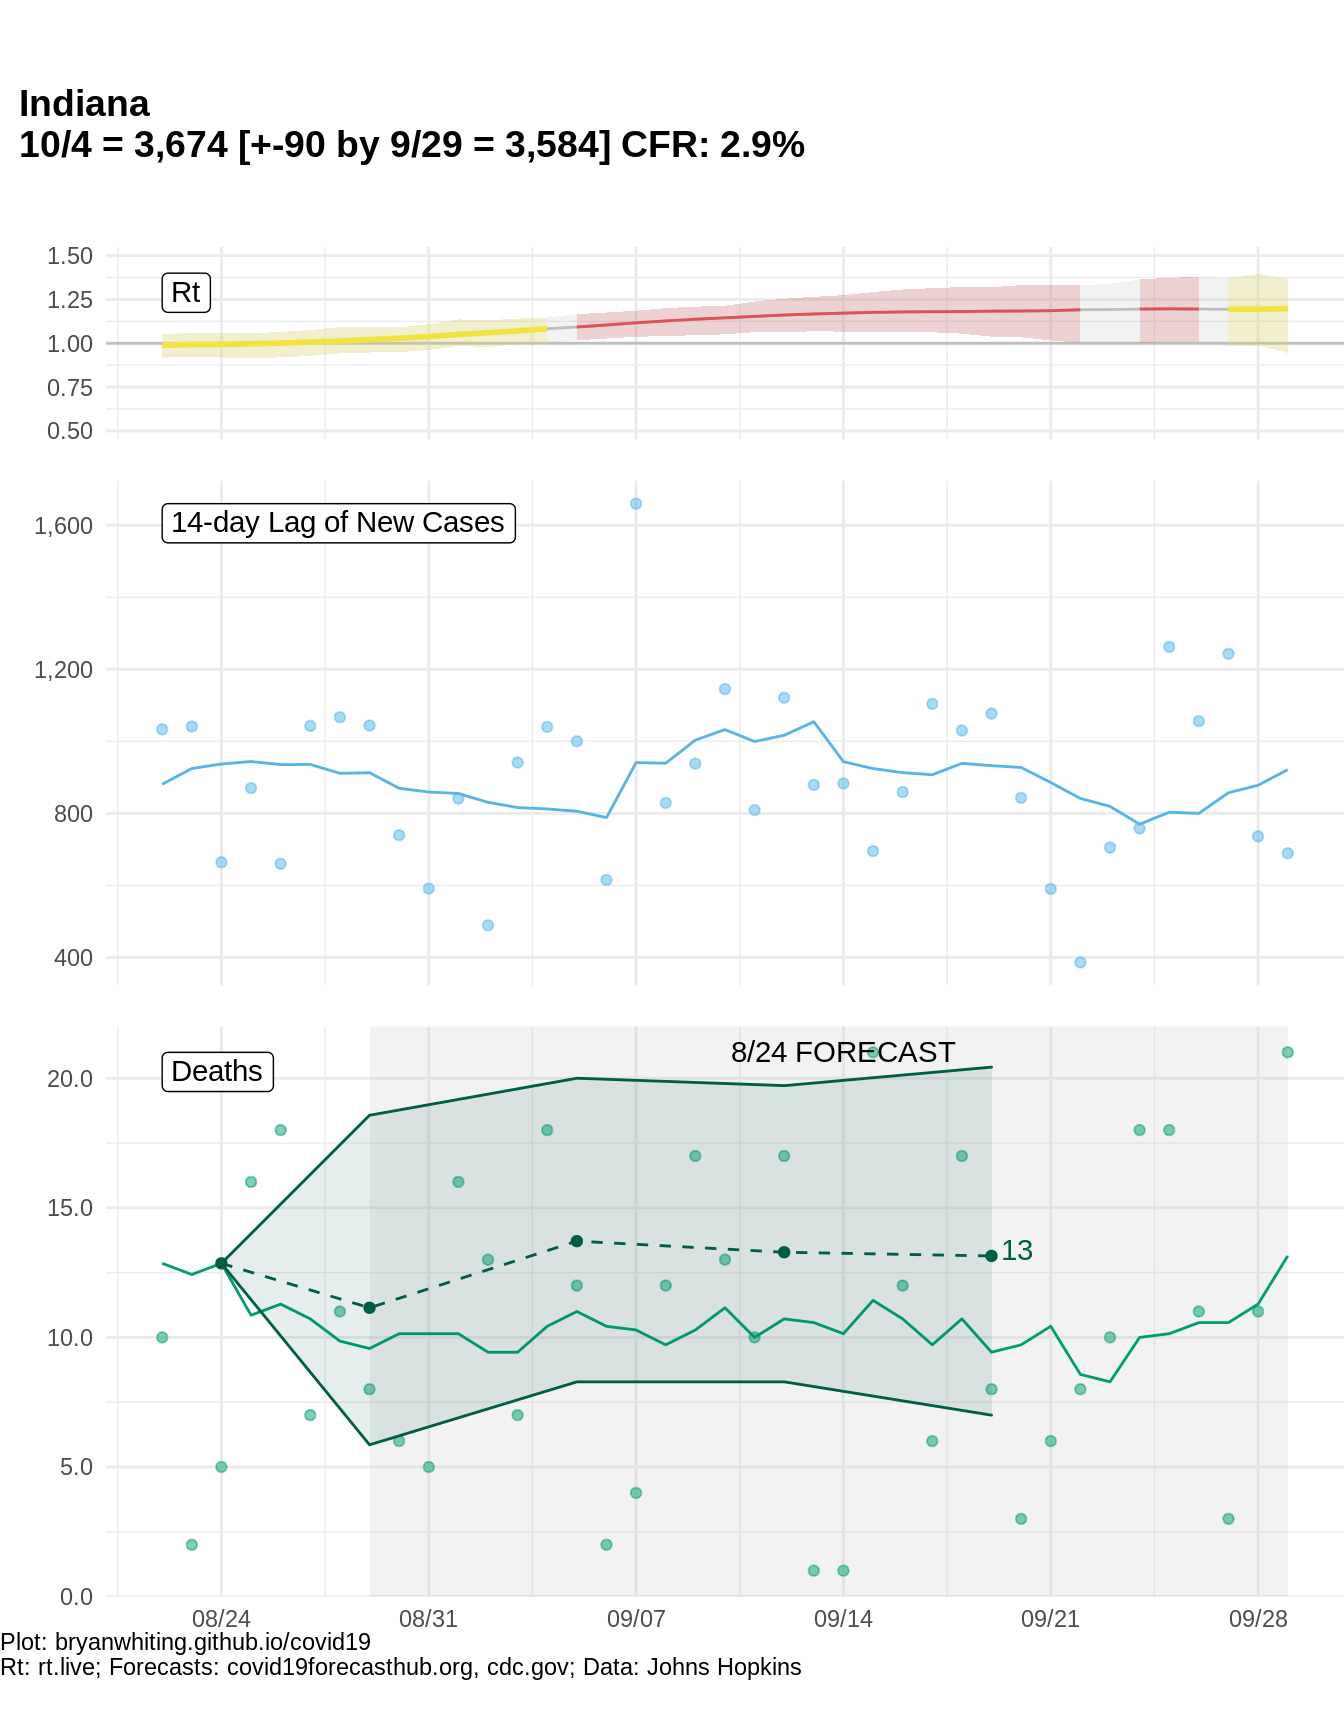 Indiana
10/4 = 3,674 [+-90 by 9/29 = 3,584] CFR: 2.9%
1.50
Rt
1.25
1.00
0.75
0.50
14-day Lag of New Cases
1,600
1,200
800
400
8/24 FORECAST
Deaths
20.0
15.0
13
10.0
5.0
0.0
08/24 08/31 09/07 09/14 09/21 09/28
Plot: bryanwhiting.github.io/covid19
Rt: rt.live; Forecasts: covid19forecasthub.org, cdc.gov; Data: Johns Hopkins